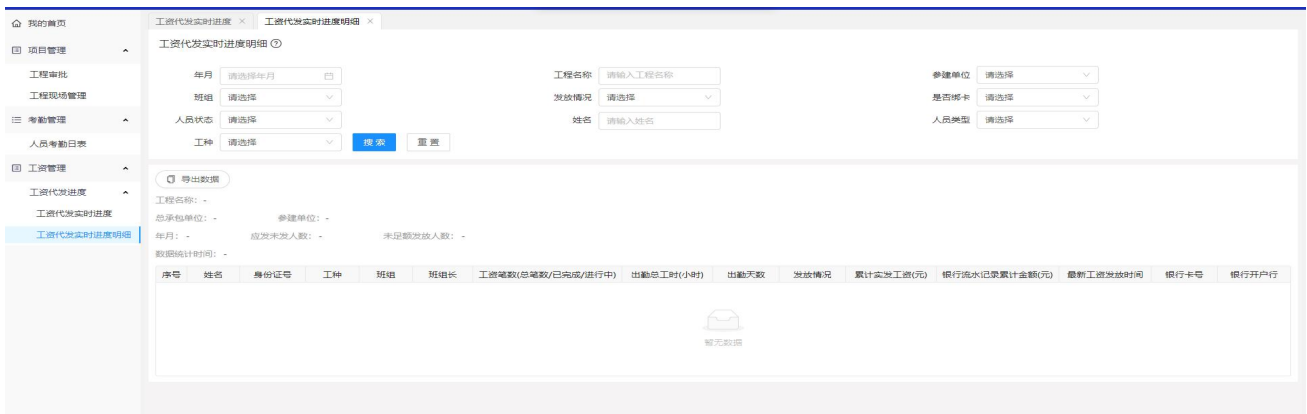 我的首页
项目管理
工程审批
工程现场管理
考勤管理
人员考勤日表
工资管理
工资代发进度
工资代发实时进度
工资代发实时进度明细
工资代发实时进度 × 工资代发实时进度明细 ×
工资代发实时进度明细
年月 请选择年月 工程名称 请输入工程名称 参建单位 请选择
班组 请选择 发放情况 请选择 是否绑卡 请选择
人员状态 请选择 姓名 请输入姓名 人员类型 请选择
工种 请选择 搜索 重置
导出数据
工程名称: -
总承包单位: - 参建单位: -
年月: - 应发未发人数: - 未足额发放人数: -
数据统计时间: -
序号 姓名 身份证号 工种 班组 班组长 工资笔数(总笔数/已完成/进行中) 出勤总工时(小时) 出勤天数 发放情况 累计实发工资(元) 银行流水记录累计金额(元) 最新工资发放时间 银行卡号 银行开户行
暂无数据